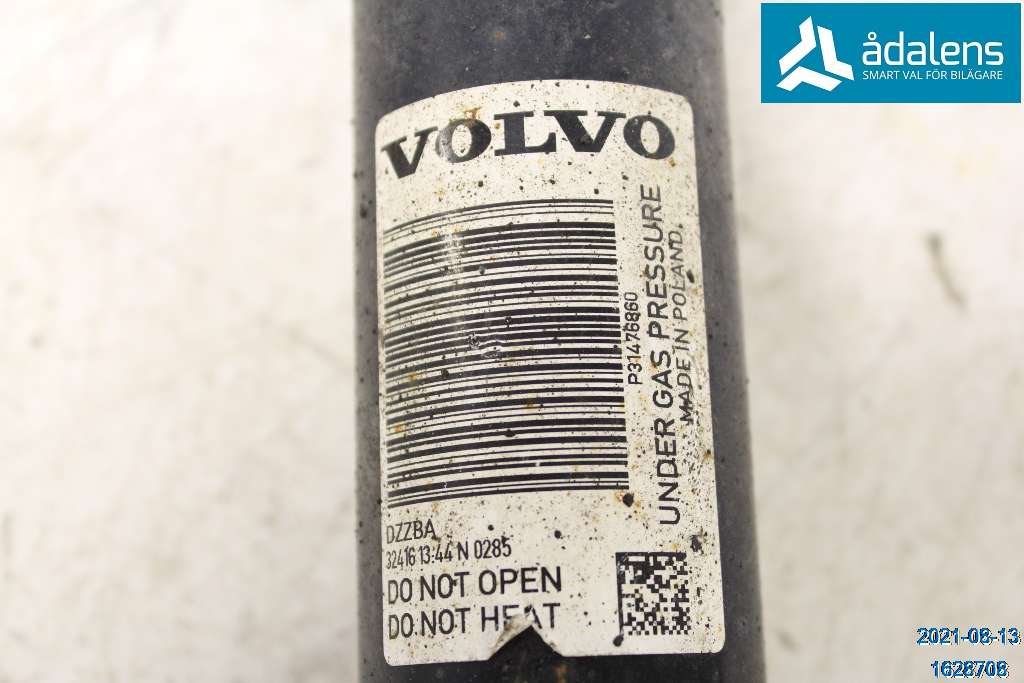 ådalens
SMART VAL FÖR BILÄGARE
VOLVO
P31476860
UNDER GAS PRESSURE
MADE IN POLAND
DZZBA
32416 13:44 N 0285
DO NOT OPEN
DO NOT HEAT
2021-08-13
1628708